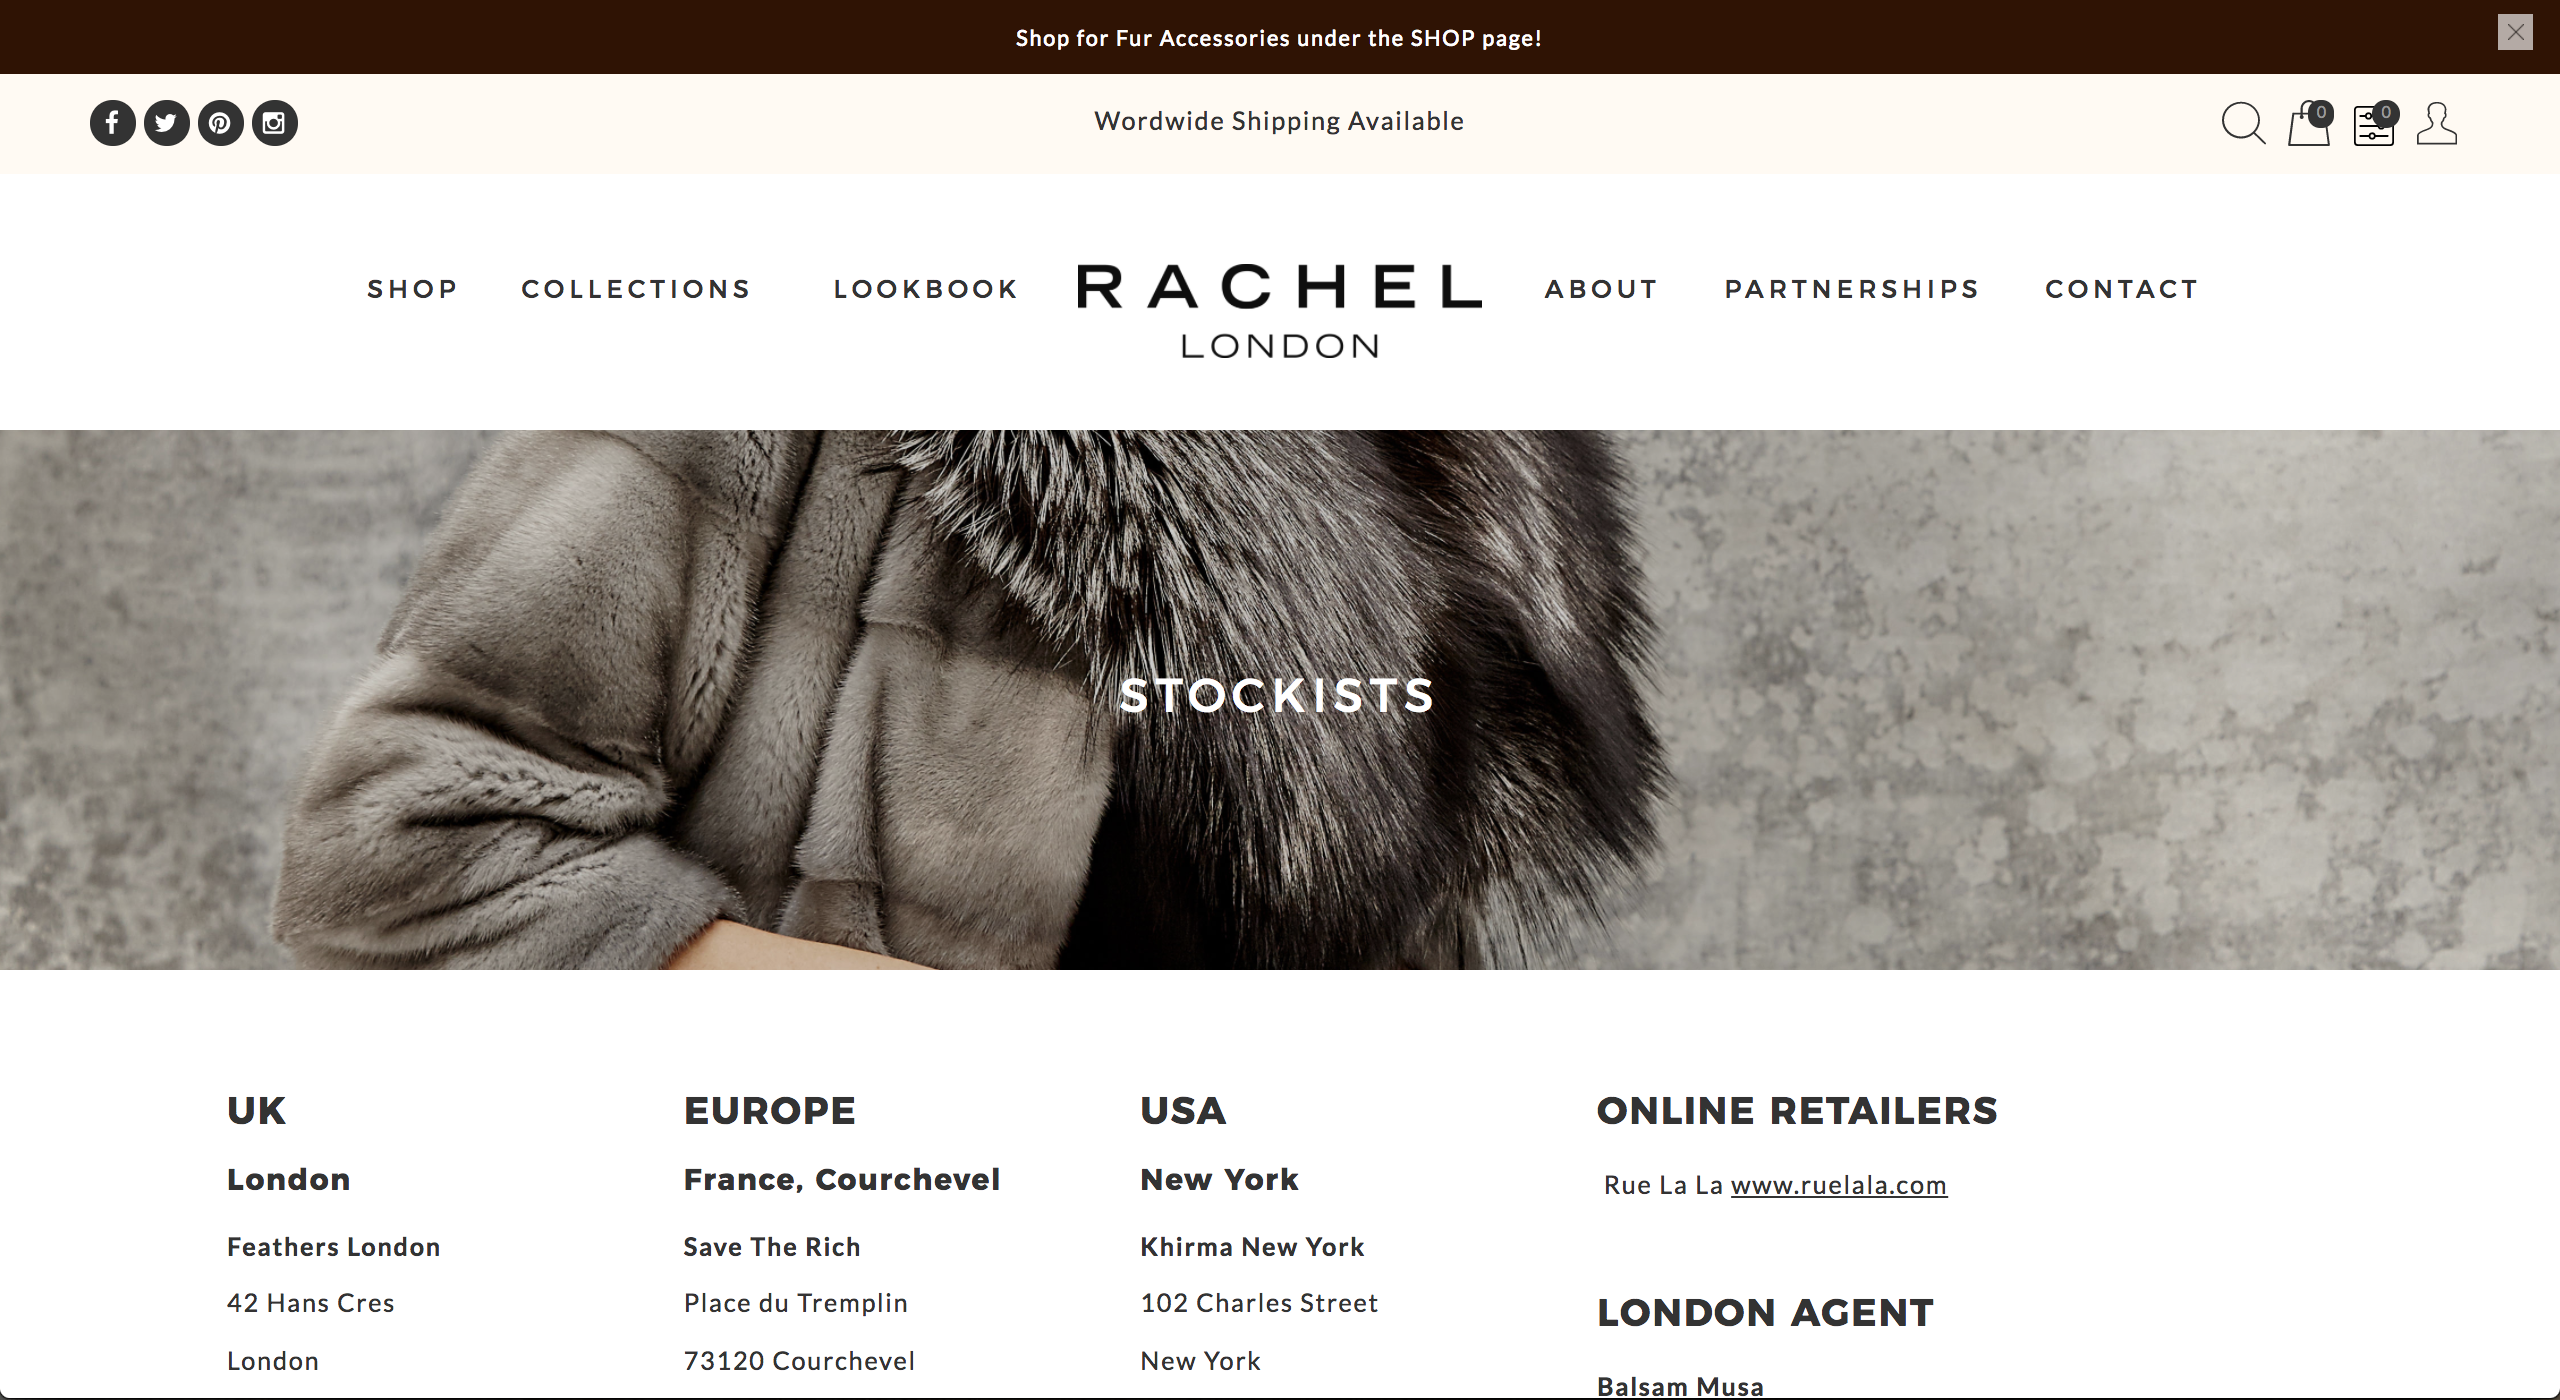 Shop for Fur Accessories under the SHOP page!
Wordwide Shipping Available
0
0
SHOP
COLLECTIONS
LOOKBOOK
RACHEL
LONDON
ABOUT
PARTNERSHIPS
CONTACT
STOCKISTS
UK
London
Feathers London
42 Hans Cres
London
EUROPE
France, Courchevel
Save The Rich
Place du Tremplin
73120 Courchevel
USA
New York
Khirma New York
102 Charles Street
New York
ONLINE RETAILERS
Rue La La www.ruelala.com
LONDON AGENT
Balsam Musa